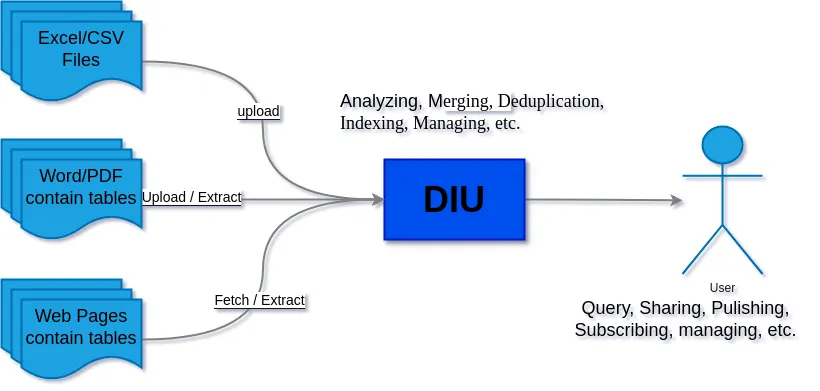 Excel/CSV
Files
upload
Analyzing, Merging, Deduplication,
Indexing, Managing, etc.
Word/PDF
contain tables
Upload / Extract
DIU
Web Pages
contain tables
Fetch / Extract
User
Query, Sharing, Pulishing,
Subscribing, managing, etc.